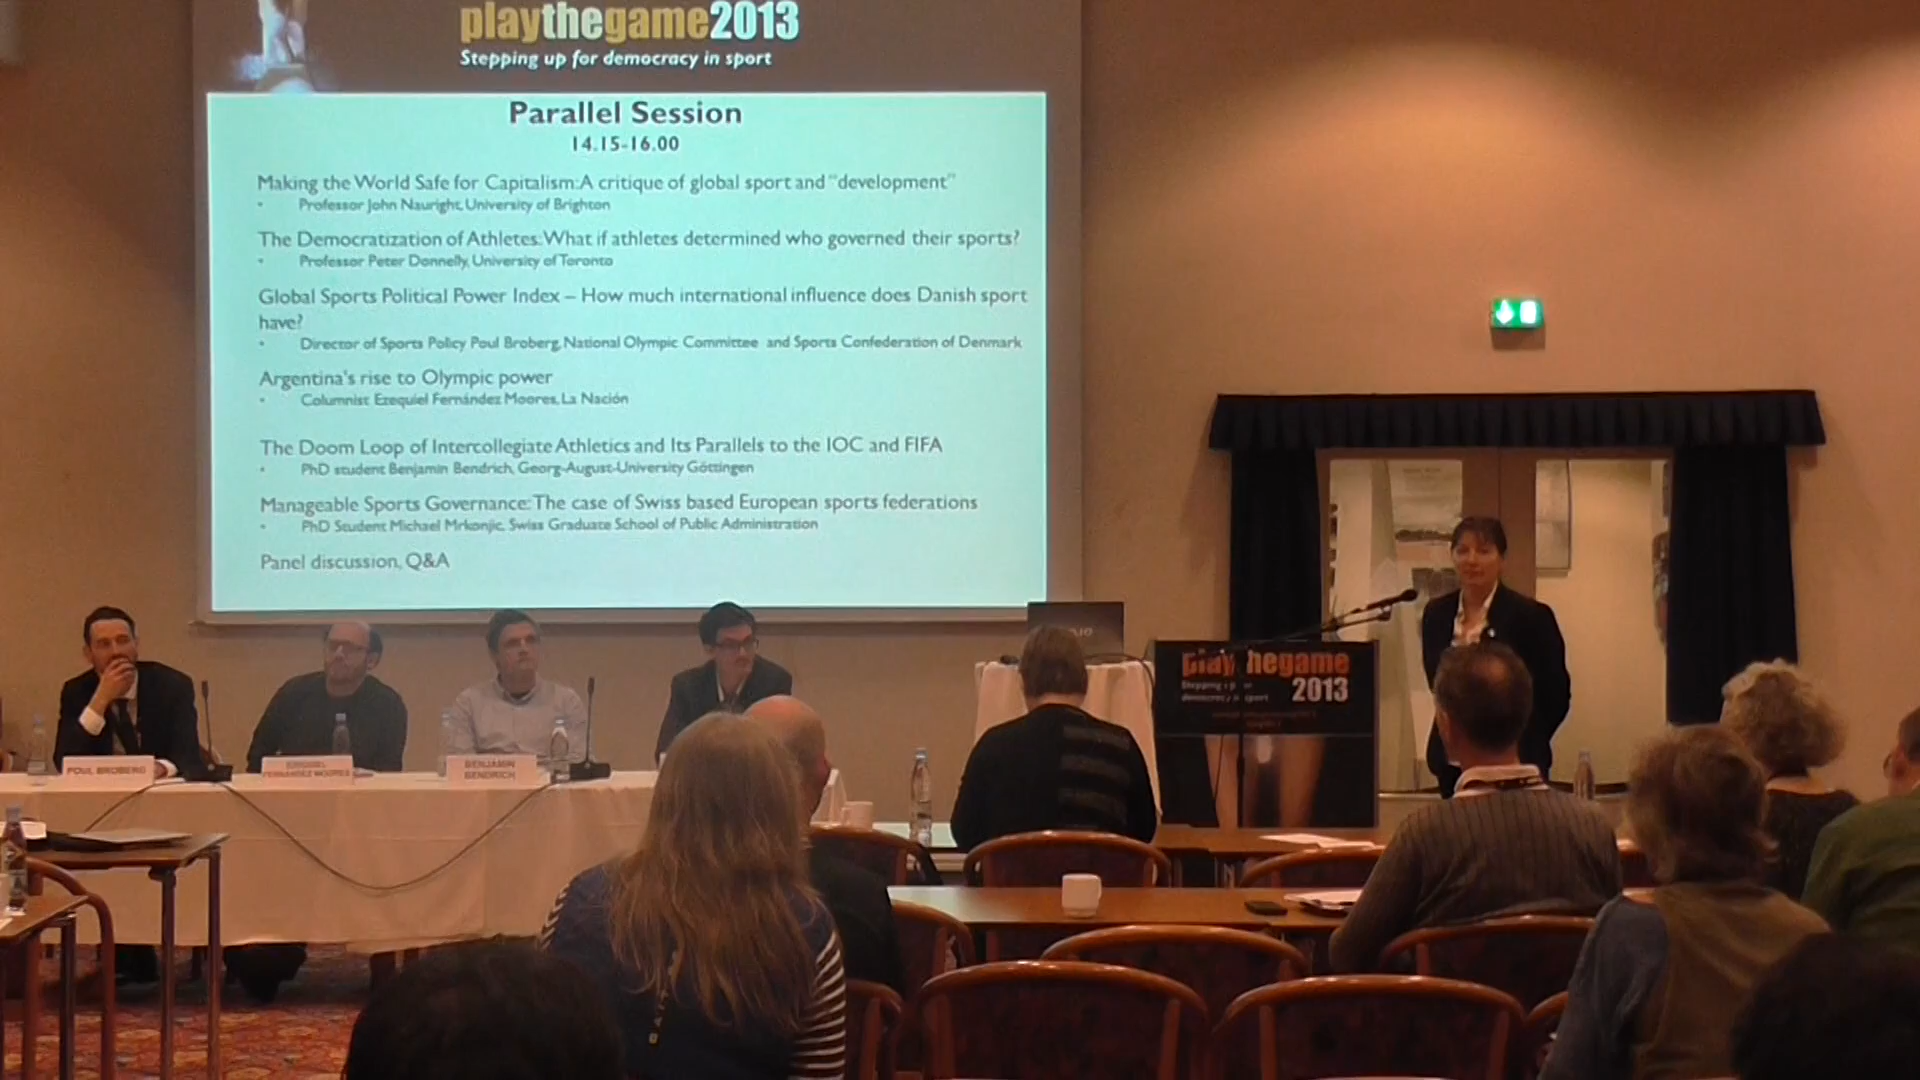 playthegame2013
Stepping up for democracy in sport
Parallel Session
14.15-16.00
Making the World Safe for Capitalism: A critique of global sport and "development"
• Professor John Nauright, University of Brighton
The Democratization of Athletes: What if athletes determined who governed their sports?
• Professor Peter Donnelly, University of Toronto
Global Sports Political Power Index – How much international influence does Danish sport
have?
• Director of Sports Policy Poul Broberg, National Olympic Committee and Sports Confederation of Denmark
Argentina's rise to Olympic power
• Columnist Ezequiel Fernández Moores, La Nación
The Doom Loop of Intercollegiate Athletics and Its Parallels to the IOC and FIFA
• PhD student Benjamin Bendrich, Georg-August-University Göttingen
Manageable Sports Governance: The case of Swiss based European sports federations
• PhD Student Michael Mrkonjic, Swiss Graduate School of Public Administration
Panel discussion, Q&A
play hegame
2013
POUL BROBERG
EZEQUIEL
FERNÁNDEZ MOORES
BENJAMIN
BENDRICH